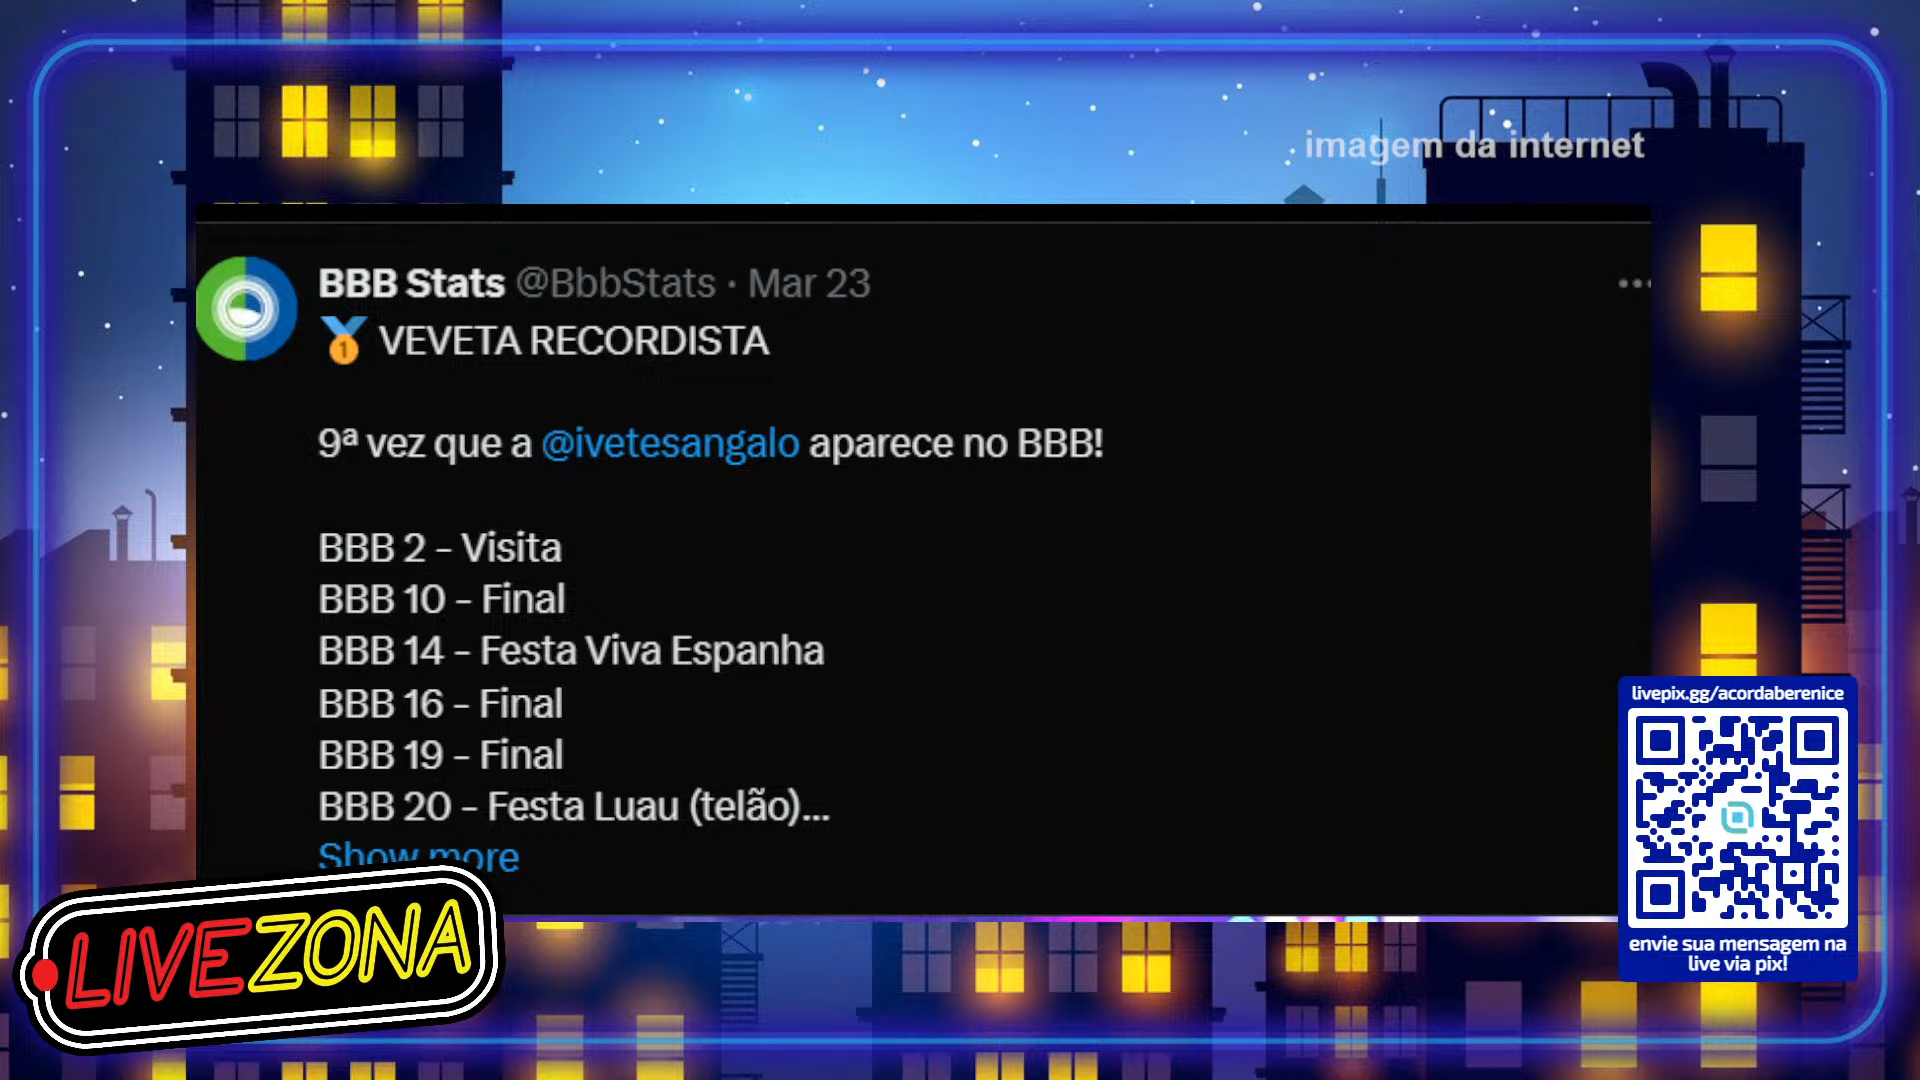 imagem da internet
BBB Stats @BbbStats · Mar 23
🥇 VEVETA RECORDISTA
9ª vez que a @ivetesangalo aparece no BBB!
BBB 2 - Visita
BBB 10 - Final
BBB 14 - Festa Viva Espanha
BBB 16 - Final
BBB 19 - Final
BBB 20 - Festa Luau (telão)...
Show more
LIVEZONA
livepix.gg/acordaberenice
envie sua mensagem na
live via pix!